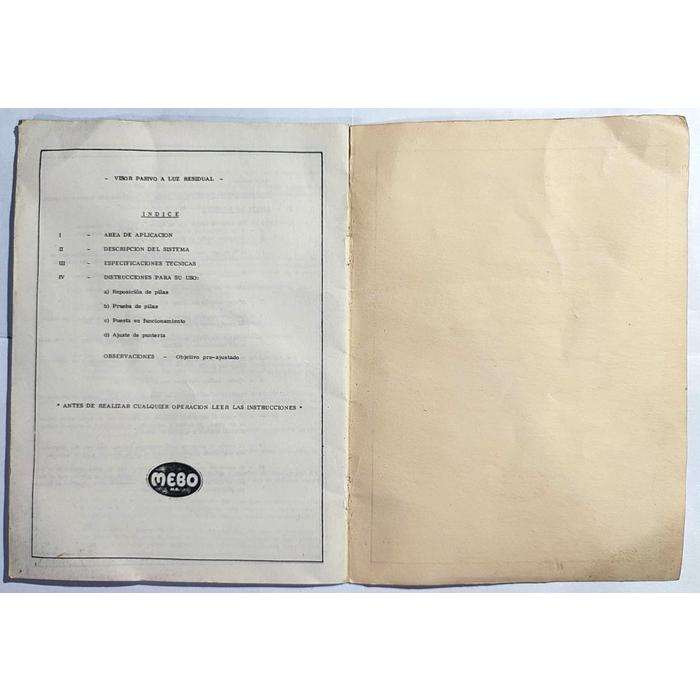 - VISOR PASIVO A LUZ RESIDUAL -
INDICE
I - AREA DE APLICACION
II - DESCRIPCION DEL SISTEMA
III - ESPECIFICACIONES TECNICAS
IV - INSTRUCCIONES PARA SU USO:
a) Reposición de pilas
b) Prueba de pilas
c) Puesta en funcionamiento
d) Ajuste de puntería
OBSERVACIONES - Objetivo pre-ajustado
" ANTES DE REALIZAR CUALQUIER OPERACION LEER LAS INSTRUCCIONES "
MEBO